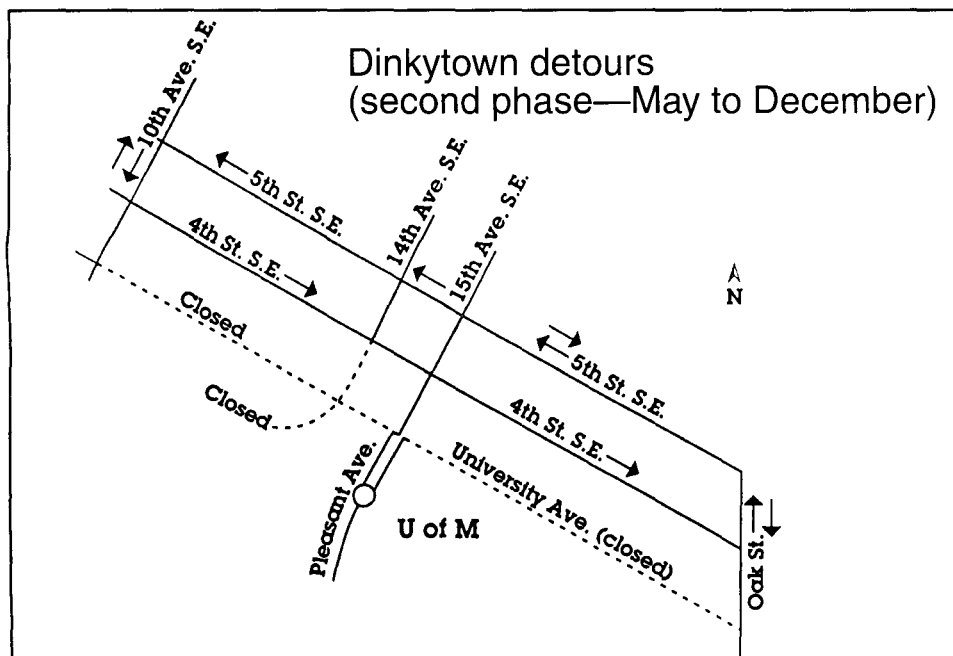 Dinkytown detours
(second phase—May to December)
10th Ave. S.E.
5th St. S.E.
14th Ave. S.E.
4th St. S.E.
15th Ave. S.E.
N
Closed
5th St. S.E.
Closed
4th St. S.E.
Pleasant Ave.
University Ave. (closed)
U of M
Oak St.